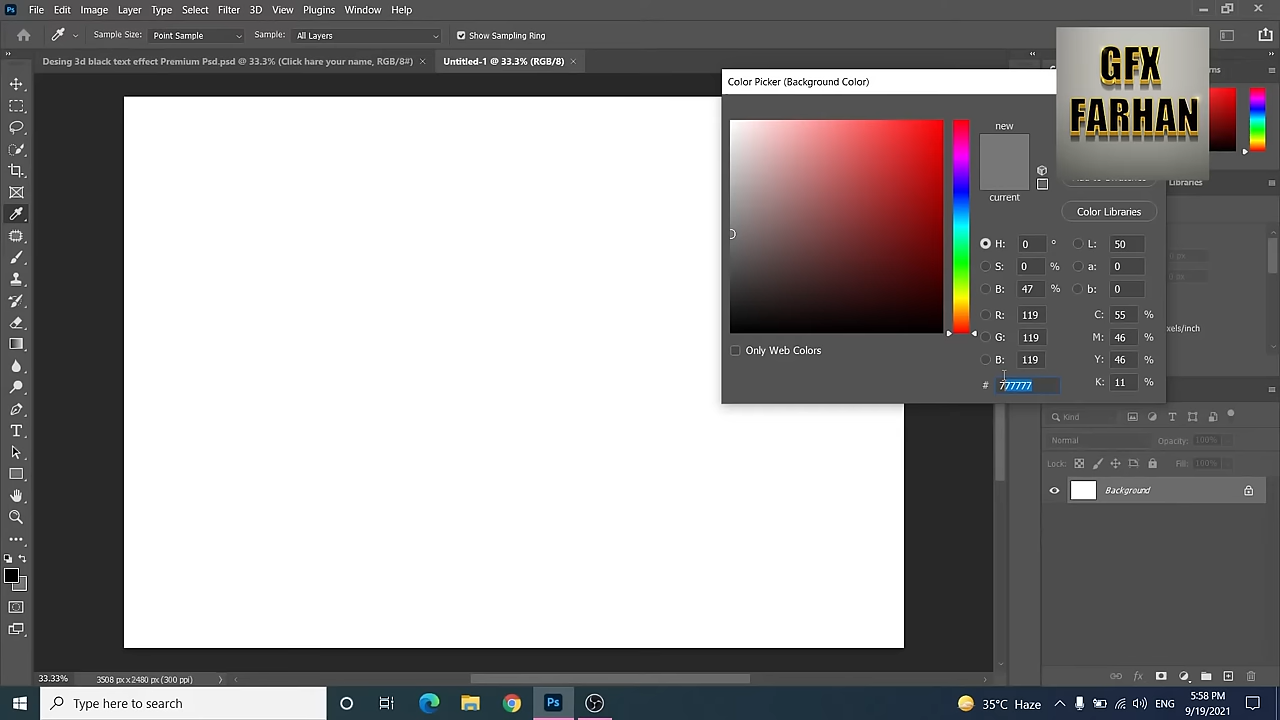 Ps File Edit Image Layer Type Select Filter 3D View Plugins Window Help
Sample Size: Point Sample Sample: All Layers Show Sampling Ring
Desing 3d black text effect Premium Psd.psd @ 33.3% (Click hare your name, RGB/8#) × Untitled-1 @ 33.3% (RGB/8) ×
GFX
FARHAN
Color Picker (Background Color)
new
current
Color Libraries
Libraries
H: 0 ° L: 50
S: 0 % a: 0
B: 47 % b: 0
R: 119 C: 55 %
G: 119 M: 46 %
B: 119 Y: 46 %
# 777777 K: 11 %
Only Web Colors
Kind
Normal Opacity: 100%
Lock: Fill: 100%
Background
33.33% 3508 px x 2480 px (300 ppi)
Type here to search
Ps
35°C Haze ENG
5:58 PM
9/19/2021